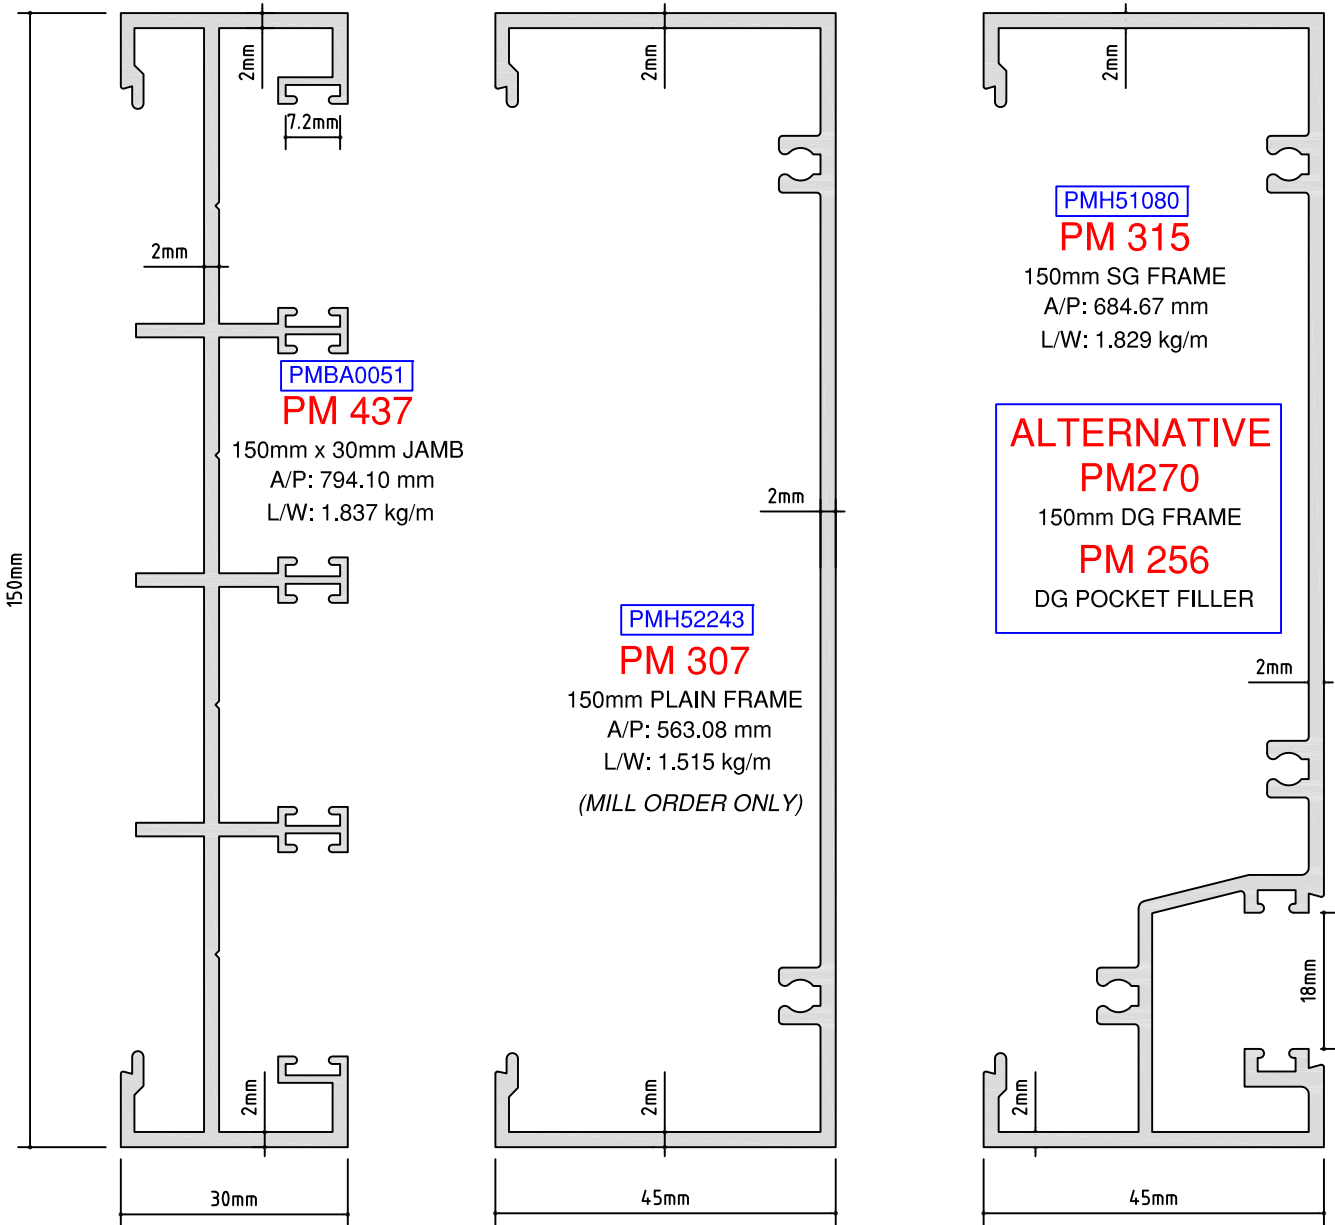 2mm
2mm
2mm
7.2mm
2mm
PMBA0051
PM 437
150mm x 30mm JAMB
A/P: 794.10 mm
L/W: 1.837 kg/m
150mm
2mm
30mm
2mm
PMH52243
PM 307
150mm PLAIN FRAME
A/P: 563.08 mm
L/W: 1.515 kg/m
(MILL ORDER ONLY)
2mm
45mm
PMH51080
PM 315
150mm SG FRAME
A/P: 684.67 mm
L/W: 1.829 kg/m
ALTERNATIVE
PM270
150mm DG FRAME
PM 256
DG POCKET FILLER
2mm
18mm
2mm
45mm